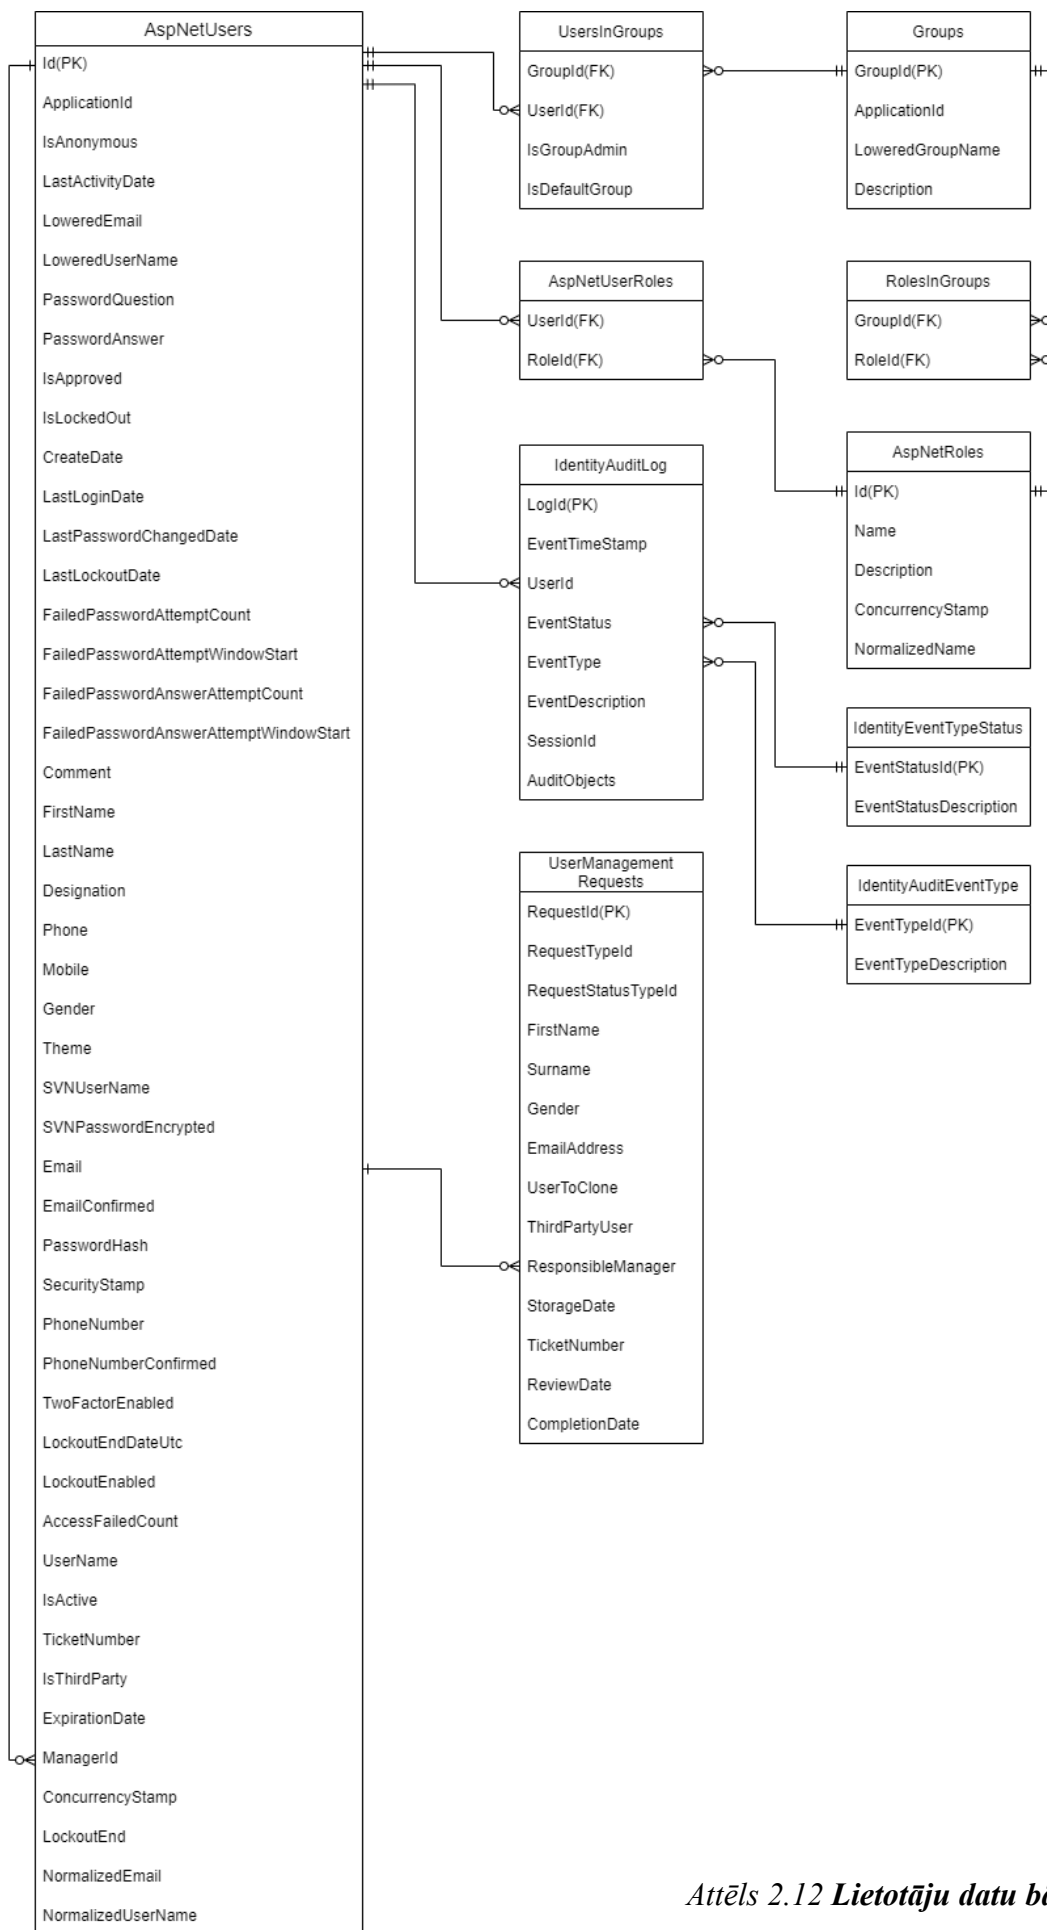 AspNetUsers
Id(PK)
ApplicationId
IsAnonymous
LastActivityDate
LoweredEmail
LoweredUserName
PasswordQuestion
PasswordAnswer
IsApproved
IsLockedOut
CreateDate
LastLoginDate
LastPasswordChangedDate
LastLockoutDate
FailedPasswordAttemptCount
FailedPasswordAttemptWindowStart
FailedPasswordAnswerAttemptCount
FailedPasswordAnswerAttemptWindowStart
Comment
FirstName
LastName
Designation
Phone
Mobile
Gender
Theme
SVNUserName
SVNPasswordEncrypted
Email
EmailConfirmed
PasswordHash
SecurityStamp
PhoneNumber
PhoneNumberConfirmed
TwoFactorEnabled
LockoutEndDateUtc
LockoutEnabled
AccessFailedCount
UserName
IsActive
TicketNumber
IsThirdParty
ExpirationDate
ManagerId
ConcurrencyStamp
LockoutEnd
NormalizedEmail
NormalizedUserName
UsersInGroups
GroupId(FK)
UserId(FK)
IsGroupAdmin
IsDefaultGroup
AspNetUserRoles
UserId(FK)
RoleId(FK)
IdentityAuditLog
LogId(PK)
EventTimeStamp
UserId
EventStatus
EventType
EventDescription
SessionId
AuditObjects
UserManagement
Requests
RequestId(PK)
RequestTypeId
RequestStatusTypeId
FirstName
Surname
Gender
EmailAddress
UserToClone
ThirdPartyUser
ResponsibleManager
StorageDate
TicketNumber
ReviewDate
CompletionDate
Groups
GroupId(PK)
ApplicationId
LoweredGroupName
Description
RolesInGroups
GroupId(FK)
RoleId(FK)
AspNetRoles
Id(PK)
Name
Description
ConcurrencyStamp
NormalizedName
IdentityEventTypeStatus
EventStatusId(PK)
EventStatusDescription
IdentityAuditEventType
EventTypeId(PK)
EventTypeDescription
Attēls 2.12 Lietotāju datu